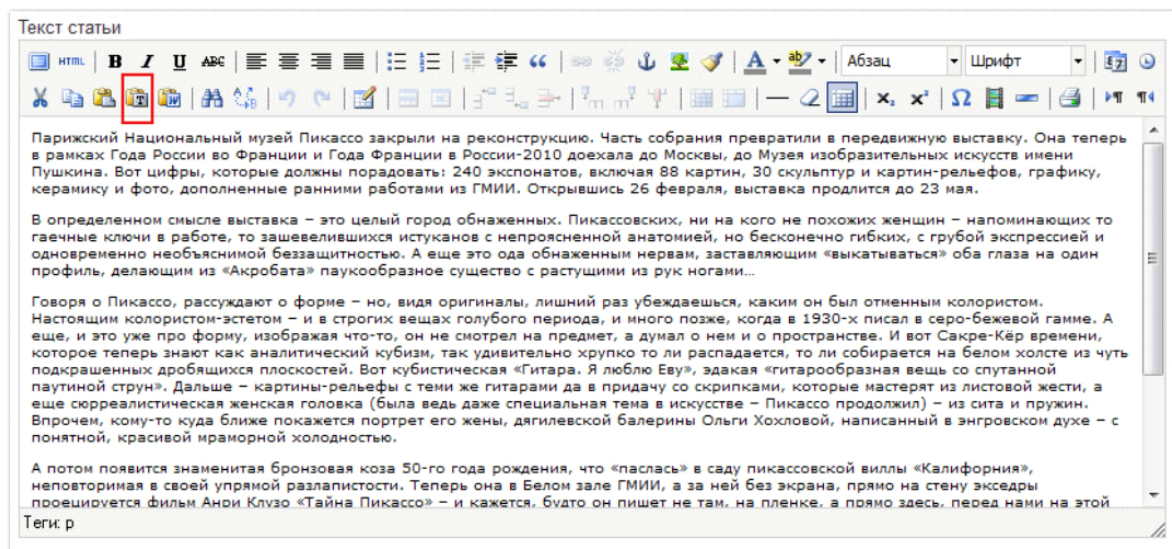 Текст статьи
HTML B I U ABC Абзац Шрифт
Парижский Национальный музей Пикассо закрыли на реконструкцию. Часть собрания превратили в передвижную выставку. Она теперь
в рамках Года России во Франции и Года Франции в России-2010 доехала до Москвы, до Музея изобразительных искусств имени
Пушкина. Вот цифры, которые должны порадовать: 240 экспонатов, включая 88 картин, 30 скульптур и картин-рельефов, графику,
керамику и фото, дополненные ранними работами из ГМИИ. Открывшись 26 февраля, выставка продлится до 23 мая.
В определенном смысле выставка – это целый город обнаженных. Пикассовских, ни на кого не похожих женщин – напоминающих то
гаечные ключи в работе, то зашевелившихся истуканов с непроясненной анатомией, но бесконечно гибких, с грубой экспрессией и
одновременно необъяснимой беззащитностью. А еще это ода обнаженным нервам, заставляющим «выкатываться» оба глаза на один
профиль, делающим из «Акробата» паукообразное существо с растущими из рук ногами…
Говоря о Пикассо, рассуждают о форме – но, видя оригиналы, лишний раз убеждаешься, каким он был отменным колористом.
Настоящим колористом-эстетом – и в строгих вещах голубого периода, и много позже, когда в 1930-х писал в серо-бежевой гамме. А
еще, и это уже про форму, изображая что-то, он не смотрел на предмет, а думал о нем и о пространстве. И вот Сакре-Кёр времени,
которое теперь знают как аналитический кубизм, так удивительно хрупко то ли распадается, то ли собирается на белом холсте из чуть
подкрашенных дробящихся плоскостей. Вот кубистическая «Гитара. Я люблю Еву», эдакая «гитарообразная вещь со спутанной
паутиной струн». Дальше – картины-рельефы с теми же гитарами да в придачу со скрипками, которые мастерят из листовой жести, а
еще сюрреалистическая женская головка (была ведь даже специальная тема в искусстве – Пикассо продолжил) – из сита и пружин.
Впрочем, кому-то куда ближе покажется портрет его жены, дягилевской балерины Ольги Хохловой, написанный в энгровском духе – с
понятной, красивой мраморной холодностью.
А потом появится знаменитая бронзовая коза 50-го года рождения, что «паслась» в саду пикассовской виллы «Калифорния»,
неповторимая в своей упрямой разлапистости. Теперь она в Белом зале ГМИИ, а за ней без экрана, прямо на стену экседры
проецируется фильм Анри Клузо «Тайна Пикассо» – и кажется, будто он пишет не там, на пленке, а прямо здесь, перед нами на этой
Теги: p